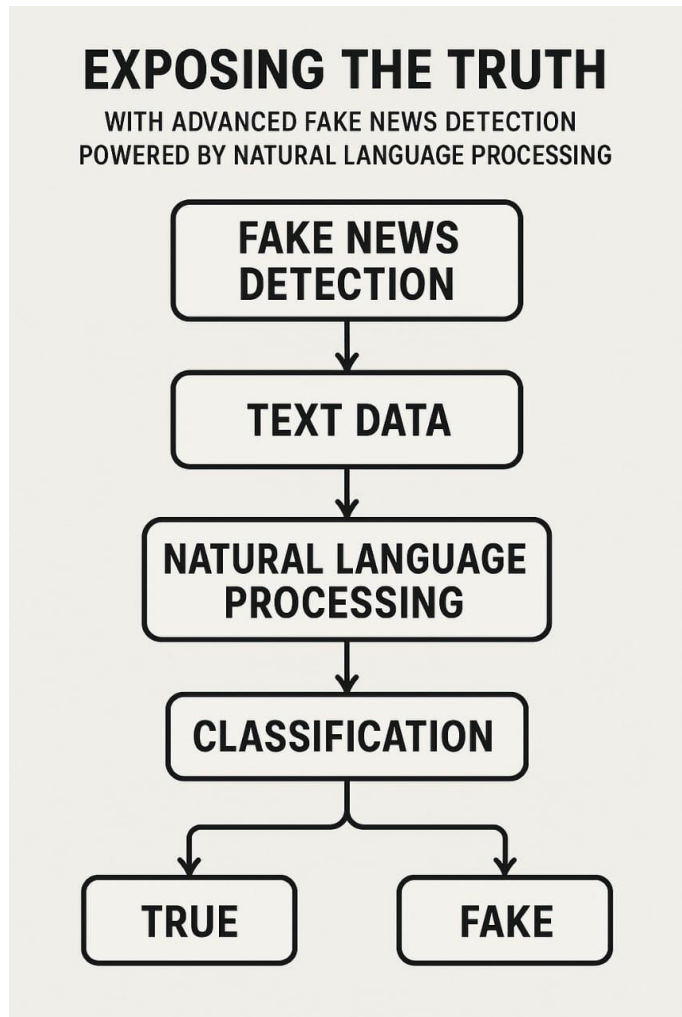 EXPOSING THE TRUTH
WITH ADVANCED FAKE NEWS DETECTION
POWERED BY NATURAL LANGUAGE PROCESSING
FAKE NEWS
DETECTION
TEXT DATA
NATURAL LANGUAGE
PROCESSING
CLASSIFICATION
TRUE
FAKE